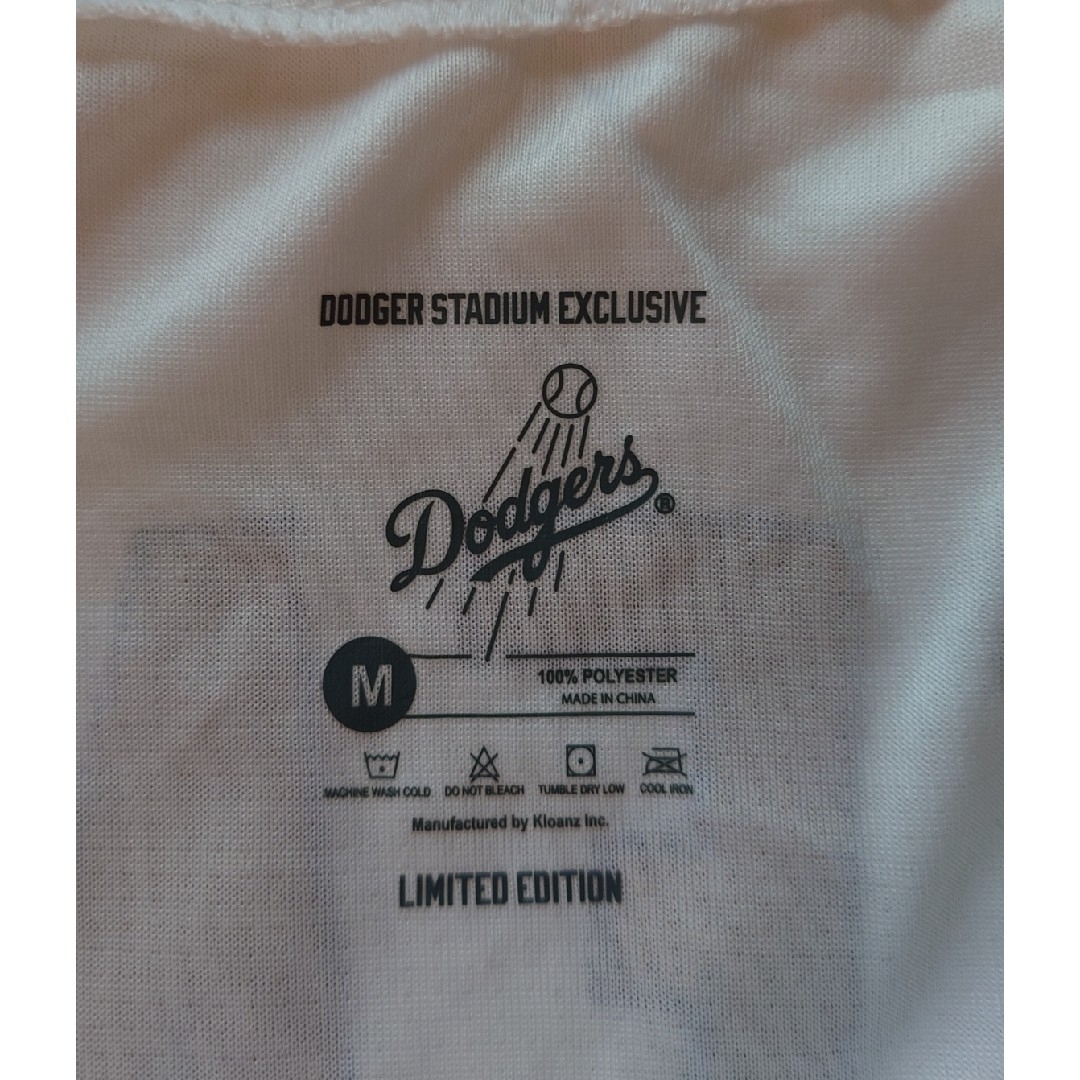 DODGER STADIUM EXCLUSIVE
Dodgers®
M
100% POLYESTER
MADE IN CHINA
MACHINE WASH COLD DO NOT BLEACH TUMBLE DRY LOW COOL IRON
Manufactured by Kloanz Inc.
LIMITED EDITION